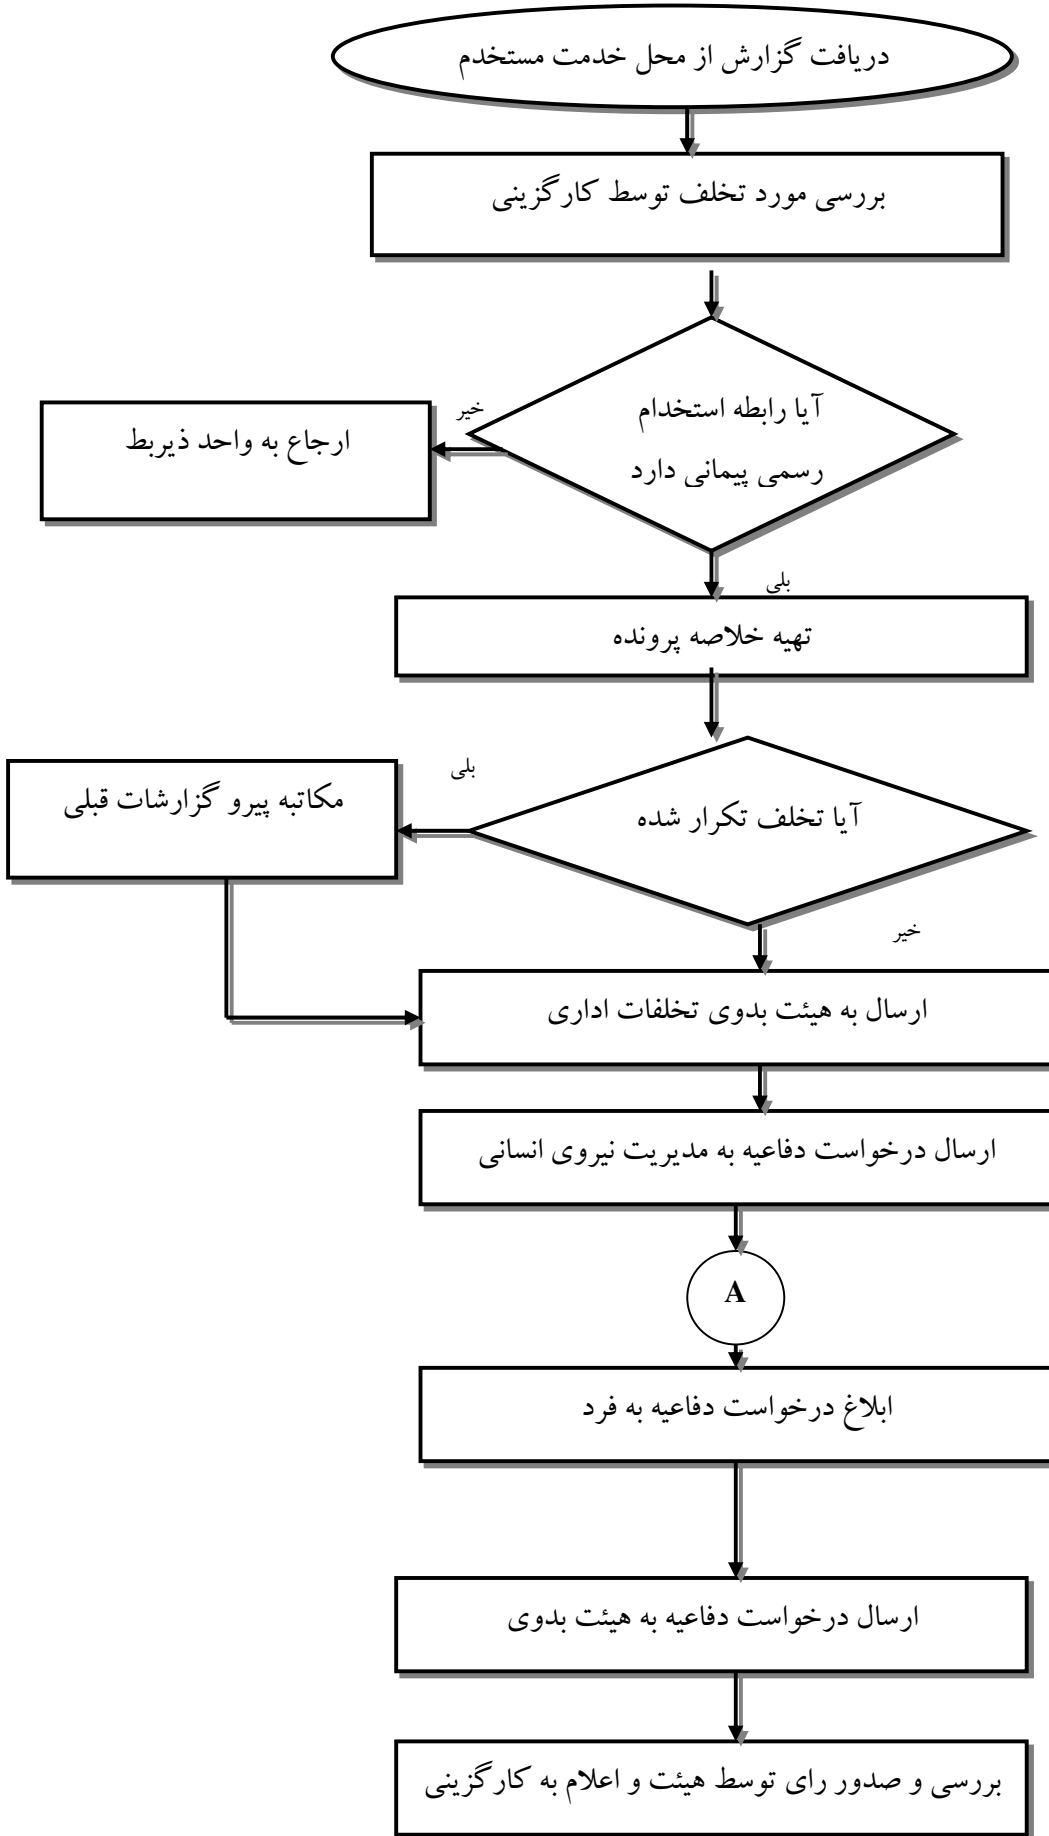 دریافت گزارش از محل خدمت مستخدم
بررسی مورد تخلف توسط کارگزینی
آیا رابطه استخدام
رسمی پیمانی دارد
خیر
ارجاع به واحد ذیربط
بلی
تهیه خلاصه پرونده
آیا تخلف تکرار شده
بلی
مکاتبه پیرو گزارشات قبلی
خیر
ارسال به هیئت بدوی تخلفات اداری
ارسال درخواست دفاعیه به مدیریت نیروی انسانی
A
ابلاغ درخواست دفاعیه به فرد
ارسال درخواست دفاعیه به هیئت بدوی
بررسی و صدور رای توسط هیئت و اعلام به کارگزینی